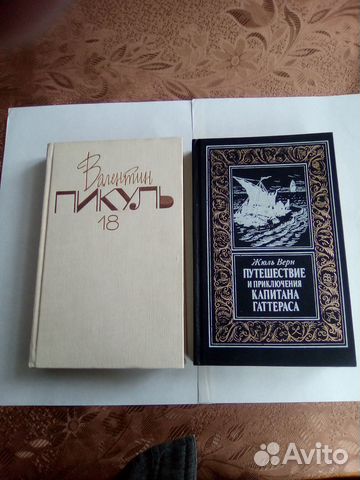 Валентин
ПИКУЛЬ
18
Жюль Верн
ПУТЕШЕСТВИЕ
И ПРИКЛЮЧЕНИЯ
КАПИТАНА
ГАТТЕРАСА
Avito